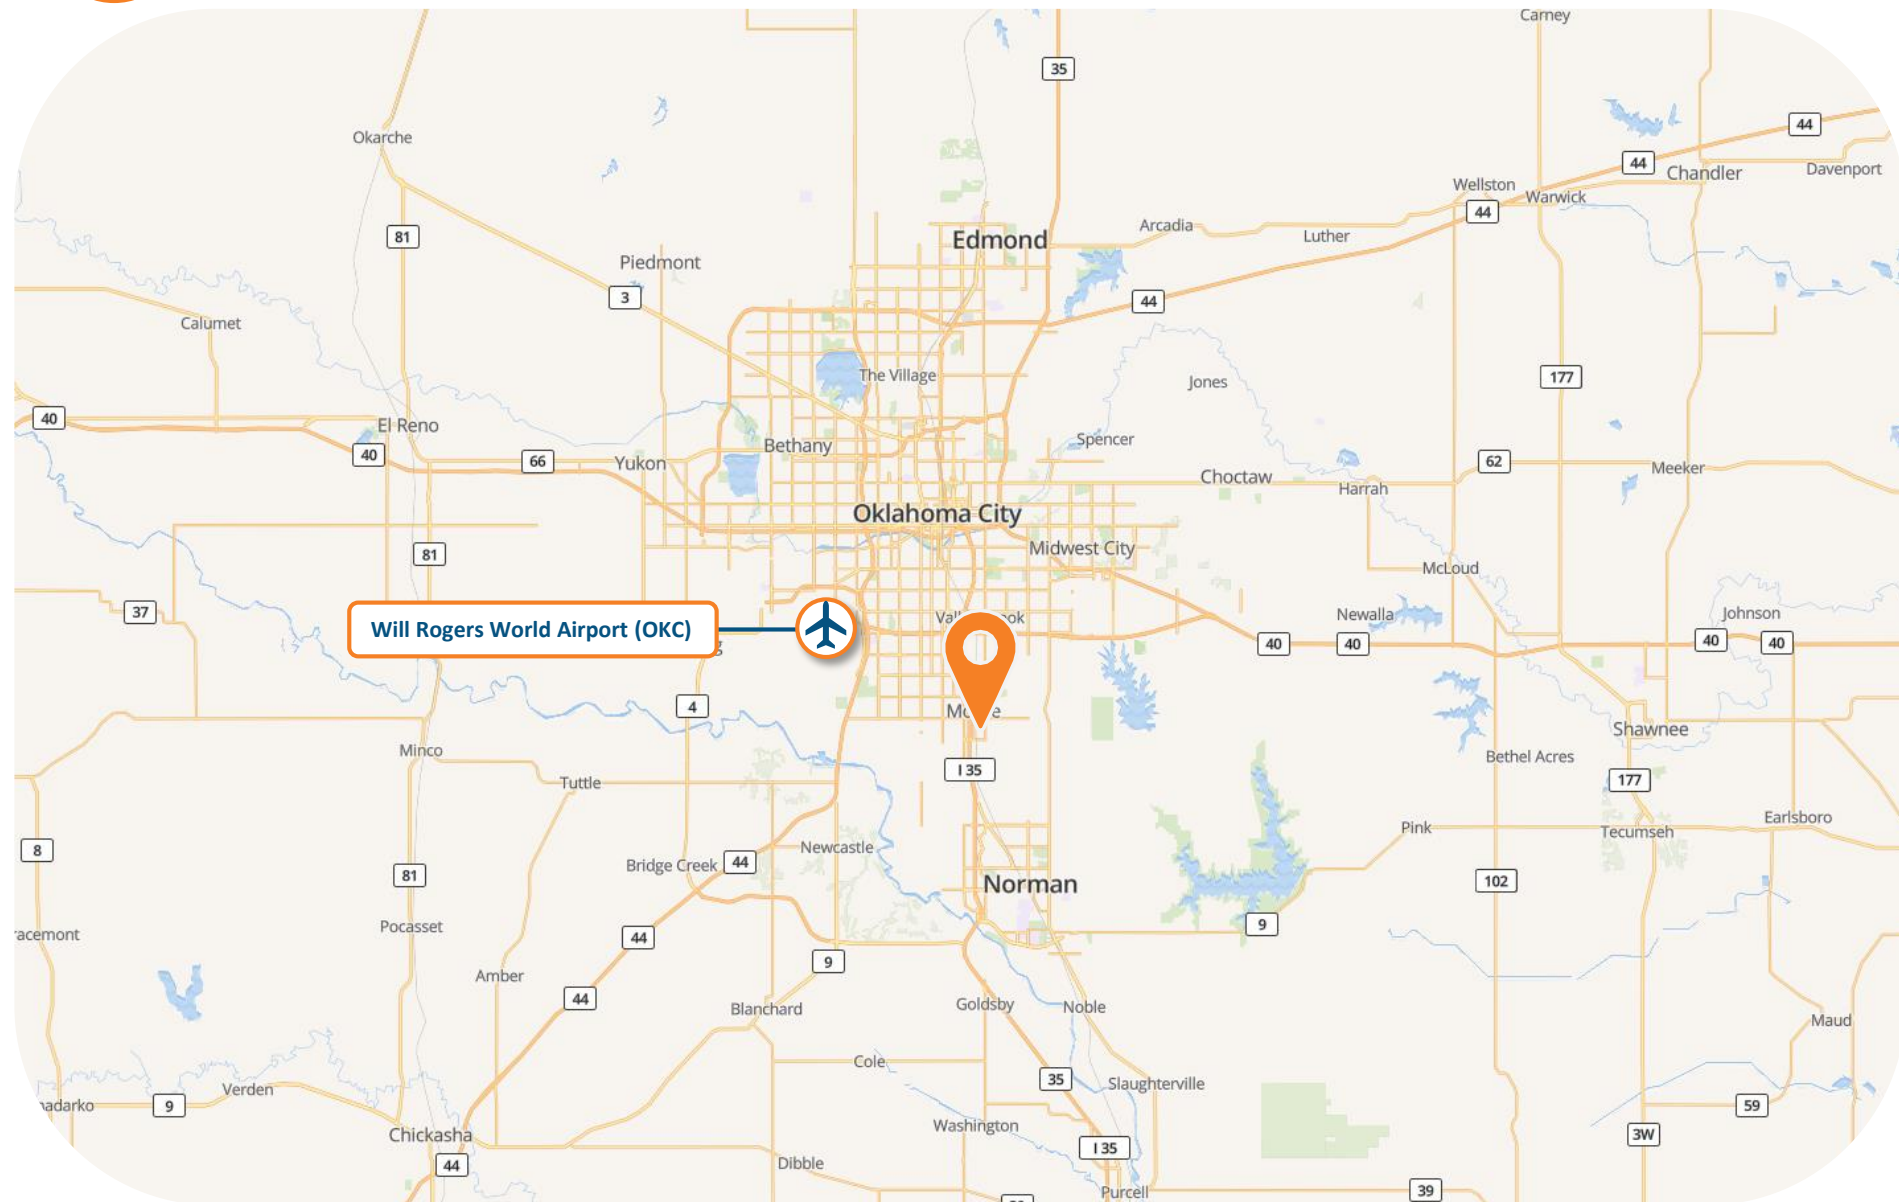 Carney
35
44
Okarche
44
Chandler
Davenport
Wellston
Warwick
44
81
Edmond
Arcadia
Luther
Piedmont
3
44
Calumet
The Village
Jones
177
40
El Reno
Bethany
Spencer
40
66
Yukon
62
Meeker
Choctaw
Harrah
Oklahoma City
81
Midwest City
McLoud
37
Newalla
Johnson
Will Rogers World Airport (OKC)
40
40
40
40
4
Minco
Shawnee
Bethel Acres
I 35
Tuttle
177
8
Pink
Earlsboro
Tecumseh
Newcastle
Bridge Creek
44
81
Norman
102
Pocasset
9
44
9
Amber
44
Blanchard
Goldsby
Noble
Maud
Cole
35
Slaughterville
Verden
9
59
Washington
Chickasha
3W
I 35
44
Dibble
Purcell
39